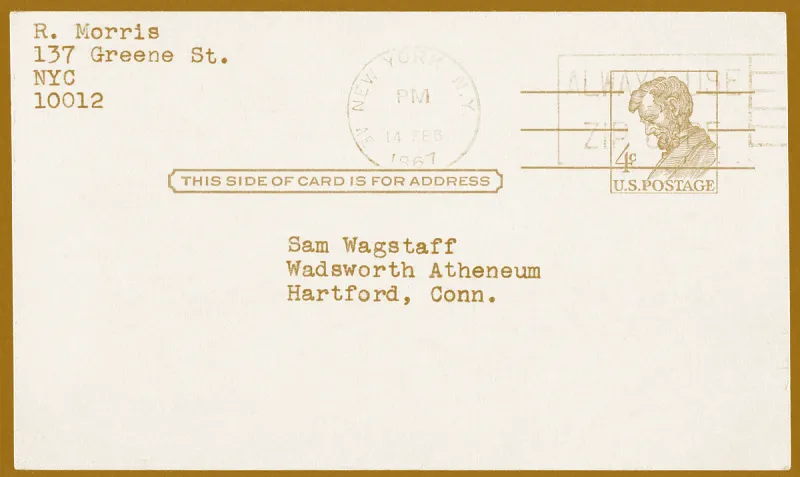 R. Morris
137 Greene St.
NYC
10012
NEW YORK, N.Y.
PM
14 FEB
1967
ALWAYS USE
ZIP CODE
4¢
U.S. POSTAGE
THIS SIDE OF CARD IS FOR ADDRESS
Sam Wagstaff
Wadsworth Atheneum
Hartford, Conn.